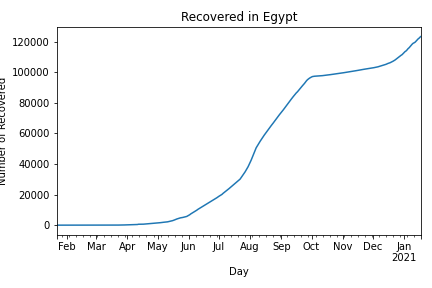 Recovered in Egypt
Number of Recovered
120000
100000
80000
60000
40000
20000
0
Feb Mar Apr May Jun Jul Aug Sep Oct Nov Dec Jan
2021
Day